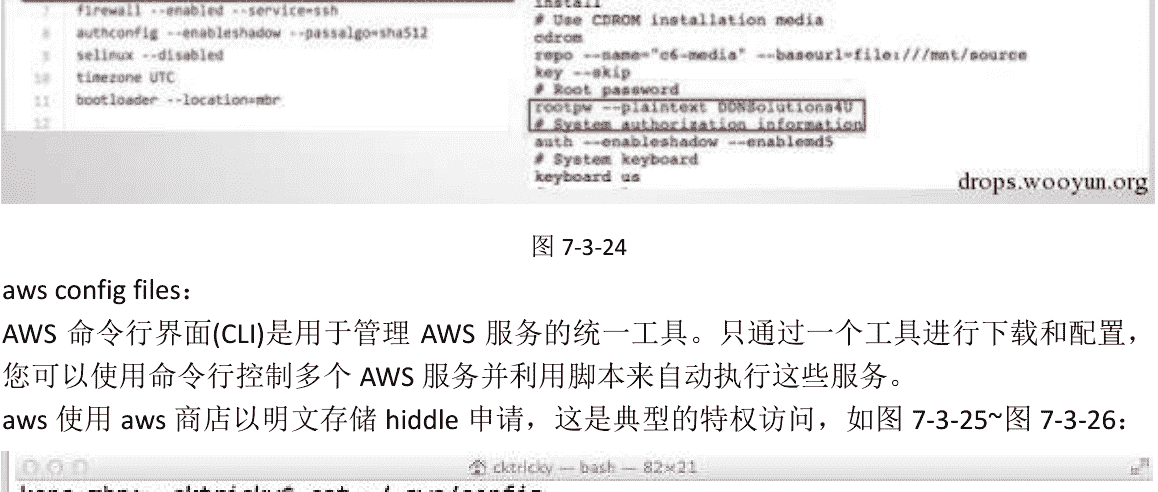 7 firewall --enabled --service=ssh
8 authconfig --enableshadow --passalgo=sha512
9 selinux --disabled
10 timezone UTC
11 bootloader --location=mbr
12
install
# Use CDROM installation media
cdrom
repo --name="c6-media" --baseurl=file:///mnt/source
key --skip
# Root password
rootpw --plaintext DDNSolutions4U
# System authorization information
auth --enableshadow --enablemd5
# System keyboard
keyboard us
drops.wooyun.org
图 7-3-24
aws config files：
AWS 命令行界面(CLI)是用于管理 AWS 服务的统一工具。只通过一个工具进行下载和配置，
您可以使用命令行控制多个 AWS 服务并利用脚本来自动执行这些服务。
aws 使用 aws 商店以明文存储 hiddle 申请，这是典型的特权访问，如图 7-3-25~图 7-3-26：
cktricky — bash — 82×21